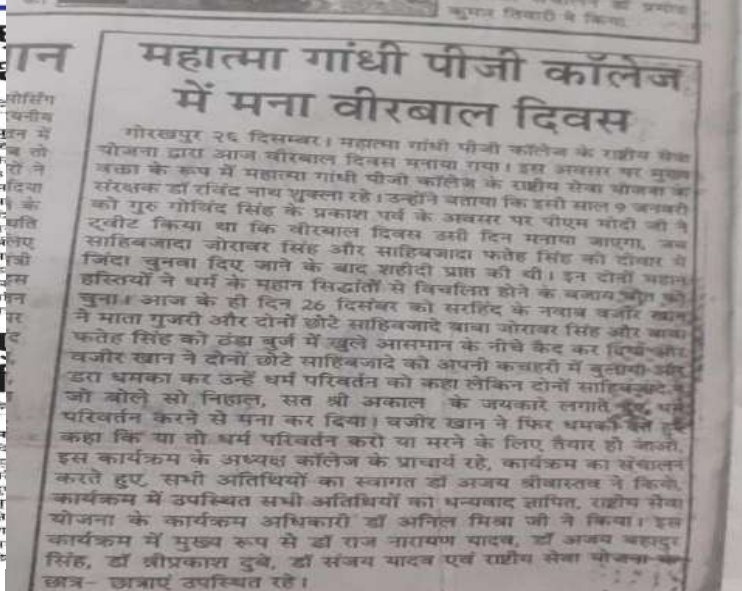 कुमार तिवारी ने किया
महात्मा गांधी पीजी कॉलेज
में मना वीरबाल दिवस
गोरखपुर २६ दिसम्बर। महात्मा गांधी पीजी कॉलेज के राष्ट्रीय सेवा
योजना द्वारा आज वीरबाल दिवस मनाया गया। इस अवसर पर मुख्य
वक्ता के रूप में महात्मा गांधी पीजी कॉलेज के राष्ट्रीय सेवा योजना के
संरक्षक डॉ रविंद्र नाथ शुक्ला रहे। उन्होंने बताया कि इसी साल ९ जनवरी
को गुरु गोविंद सिंह के प्रकाश पर्व के अवसर पर पीएम मोदी जी ने
ट्वीट किया था कि वीरबाल दिवस उसी दिन मनाया जाएगा, जब
साहिबजादा जोरावर सिंह और साहिबजादा फतेह सिंह को दीवार में
जिंदा चुनवा दिए जाने के बाद शहीदी प्राप्त की थी। इन दोनों महान
हस्तियों ने धर्म के महान सिद्धांतों से विचलित होने के बजाय मौत को
चुना। आज के ही दिन 26 दिसंबर को सरहिंद के नवाब वजीर खान
ने माता गुजरी और दोनों छोटे साहिबजादे बाबा जोरावर सिंह और बाबा
फतेह सिंह को ठंडा बुर्ज में खुले आसमान के नीचे कैद कर दिया और
वजीर खान ने दोनों छोटे साहिबजादे को अपनी कचहरी में बुलाया और
डरा धमका कर उन्हें धर्म परिवर्तन को कहा लेकिन दोनों साहिबजादे ने
जो बोले सो निहाल, सत श्री अकाल के जयकारे लगाते हुए धर्म
परिवर्तन करने से मना कर दिया। वजीर खान ने फिर धमकी देते हुए
कहा कि या तो धर्म परिवर्तन करो या मरने के लिए तैयार हो जाओ,
इस कार्यक्रम के अध्यक्ष कॉलेज के प्राचार्य रहे, कार्यक्रम का संचालन
करते हुए, सभी अतिथियों का स्वागत डॉ अजय श्रीवास्तव ने किया,
कार्यक्रम में उपस्थित सभी अतिथियों को धन्यवाद ज्ञापित, राष्ट्रीय सेवा
योजना के कार्यक्रम अधिकारी डॉ अनिल मिश्रा जी ने किया। इस
कार्यक्रम में मुख्य रूप से डॉ राज नारायण यादव, डॉ अजय बहादुर
सिंह, डॉ श्रीप्रकाश दुबे, डॉ संजय यादव एवं राष्ट्रीय सेवा योजना के
छात्र- छात्राएं उपस्थित रहे।